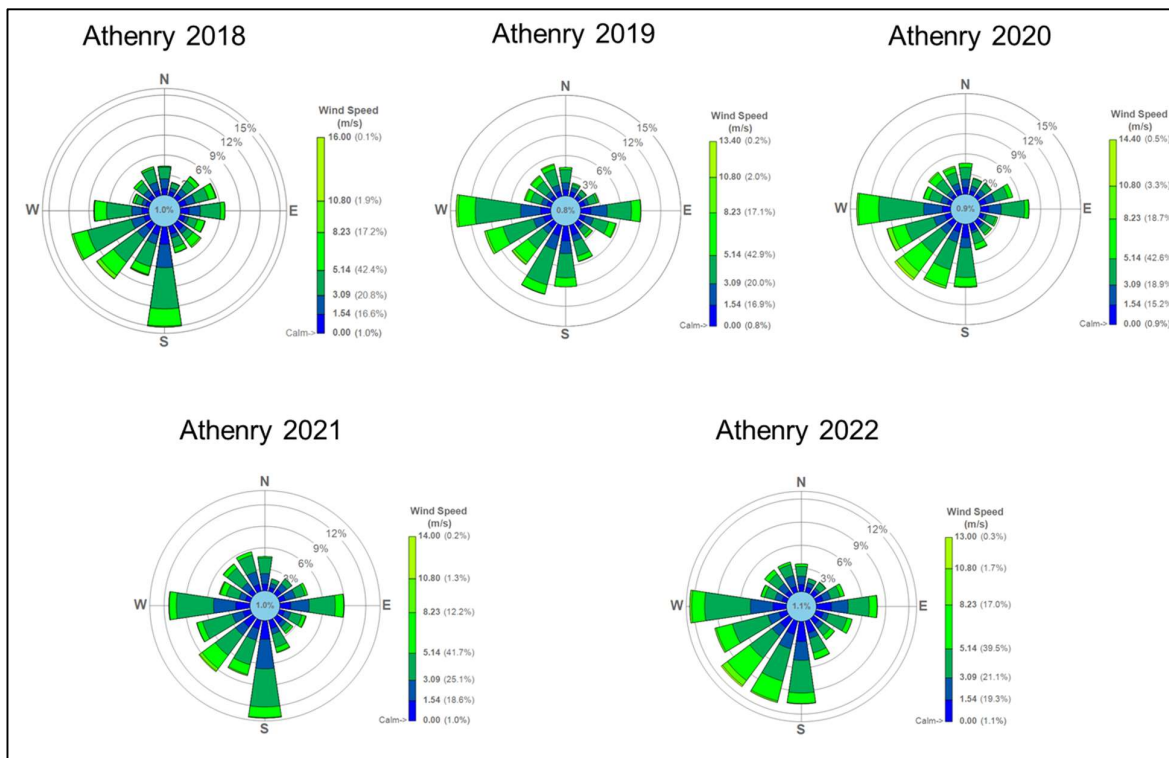 Athenry 2018
N
W
E
S
15%
12%
9%
6%
1.0%
Wind Speed
(m/s)
16.00 (0.1%)
10.80 (1.9%)
8.23 (17.2%)
5.14 (42.4%)
3.09 (20.8%)
1.54 (16.6%)
Calm-> 0.00 (1.0%)
Athenry 2019
N
W
E
S
15%
12%
9%
6%
3%
0.8%
Wind Speed
(m/s)
13.40 (0.2%)
10.80 (2.0%)
8.23 (17.1%)
5.14 (42.9%)
3.09 (20.0%)
1.54 (16.9%)
Calm-> 0.00 (0.8%)
Athenry 2020
N
W
E
S
15%
12%
9%
6%
3%
0.9%
Wind Speed
(m/s)
14.40 (0.5%)
10.80 (3.3%)
8.23 (18.7%)
5.14 (42.6%)
3.09 (18.9%)
1.54 (15.2%)
Calm-> 0.00 (0.9%)
Athenry 2021
N
W
E
S
12%
9%
6%
3%
1.0%
Wind Speed
(m/s)
14.00 (0.2%)
10.80 (1.3%)
8.23 (12.2%)
5.14 (41.7%)
3.09 (25.1%)
1.54 (18.6%)
Calm-> 0.00 (1.0%)
Athenry 2022
N
W
E
S
12%
9%
6%
3%
1.1%
Wind Speed
(m/s)
13.00 (0.3%)
10.80 (1.7%)
8.23 (17.0%)
5.14 (39.5%)
3.09 (21.1%)
1.54 (19.3%)
Calm-> 0.00 (1.1%)